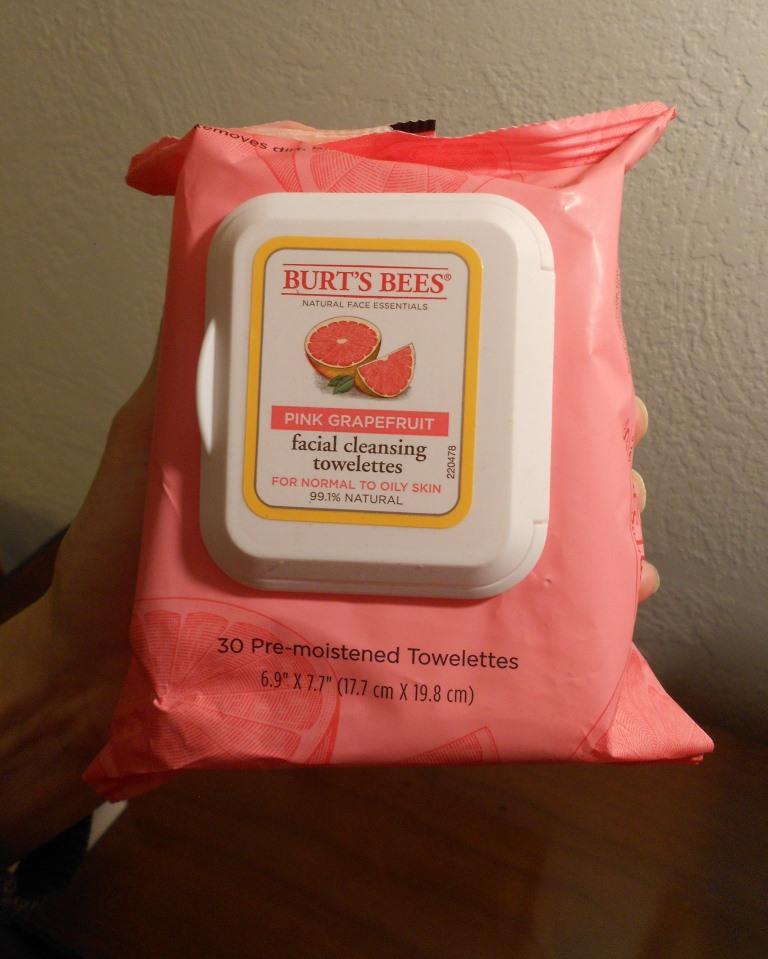 emoves
BURT'S BEES®
NATURAL FACE ESSENTIALS
PINK GRAPEFRUIT
facial cleansing
towelettes
220478
FOR NORMAL TO OILY SKIN
99.1% NATURAL
30 Pre-moistened Towelettes
6.9" X 7.7" (17.7 cm X 19.8 cm)